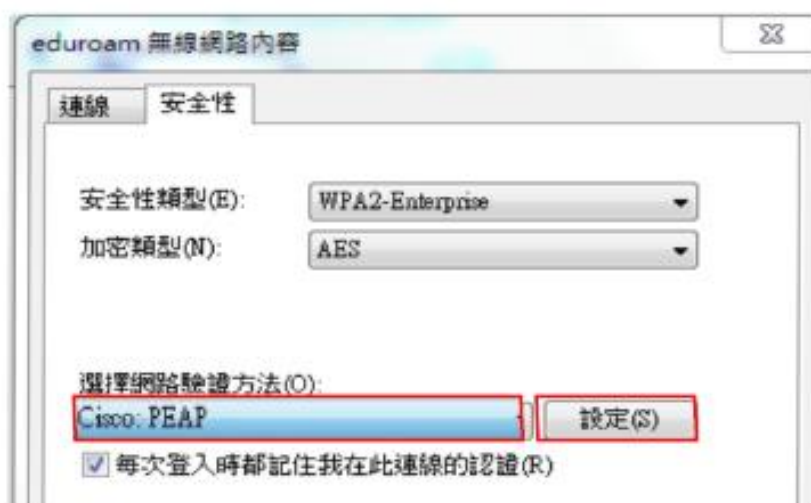 eduroam 無線網路內容
連線 安全性
安全性類型(E): WPA2-Enterprise
加密類型(N): AES
選擇網路驗證方法(O):
Cisco: PEAP 設定(S)
每次登入時都記住我在此連線的認證(R)